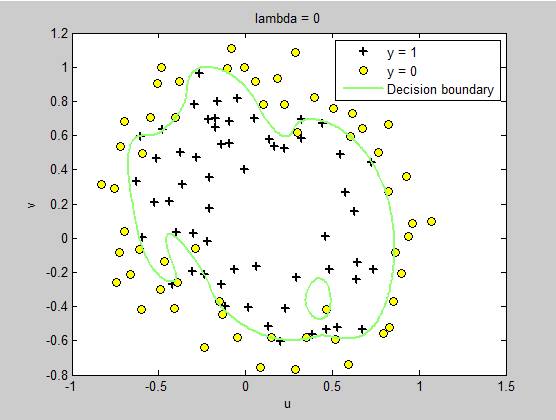 lambda = 0
y = 1
y = 0
Decision boundary
1.2
1
0.8
0.6
0.4
0.2
0
-0.2
-0.4
-0.6
-0.8
v
-1 -0.5 0 0.5 1 1.5
u